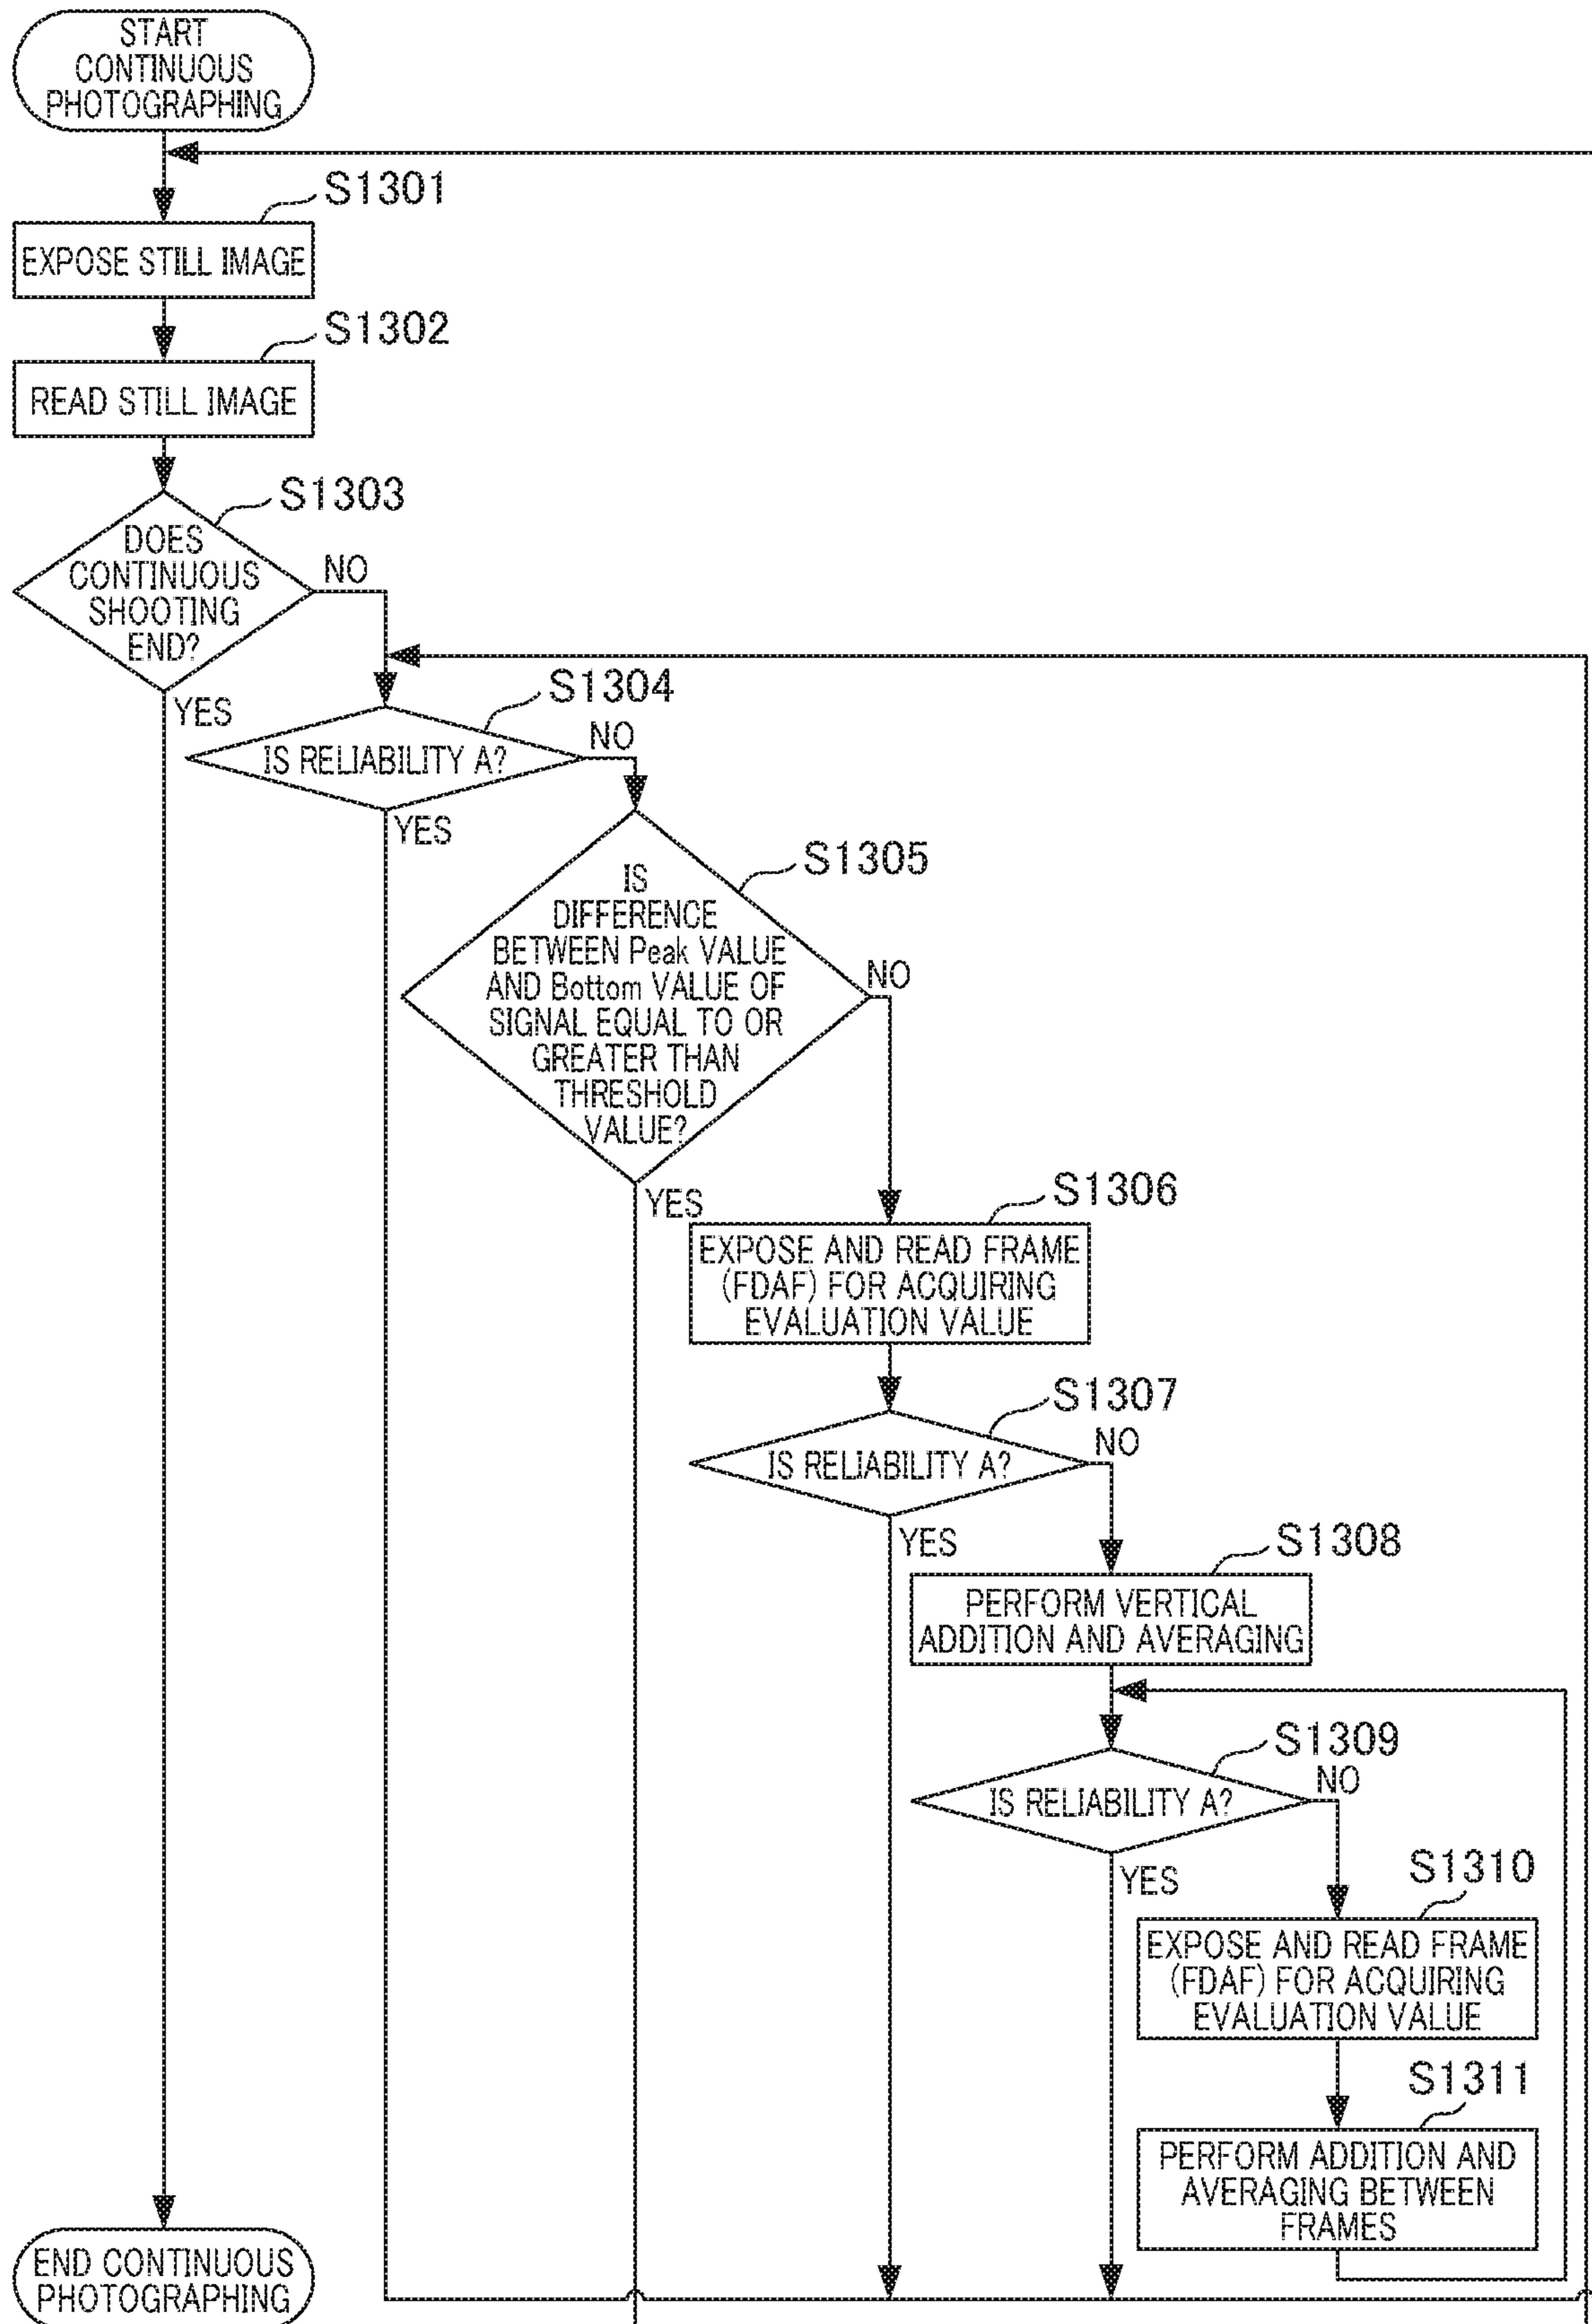 START
CONTINUOUS
PHOTOGRAPHING
S1301
EXPOSE STILL IMAGE
S1302
READ STILL IMAGE
S1303
DOES
CONTINUOUS
SHOOTING
END?
NO
YES
S1304
IS RELIABILITY A?
NO
YES
S1305
IS
DIFFERENCE
BETWEEN Peak VALUE
AND Bottom VALUE OF
SIGNAL EQUAL TO OR
GREATER THAN
THRESHOLD
VALUE?
NO
YES
S1306
EXPOSE AND READ FRAME
(FDAF) FOR ACQUIRING
EVALUATION VALUE
S1307
IS RELIABILITY A?
NO
YES
S1308
PERFORM VERTICAL
ADDITION AND AVERAGING
S1309
IS RELIABILITY A?
NO
YES
S1310
EXPOSE AND READ FRAME
(FDAF) FOR ACQUIRING
EVALUATION VALUE
S1311
PERFORM ADDITION AND
AVERAGING BETWEEN
FRAMES
END CONTINUOUS
PHOTOGRAPHING